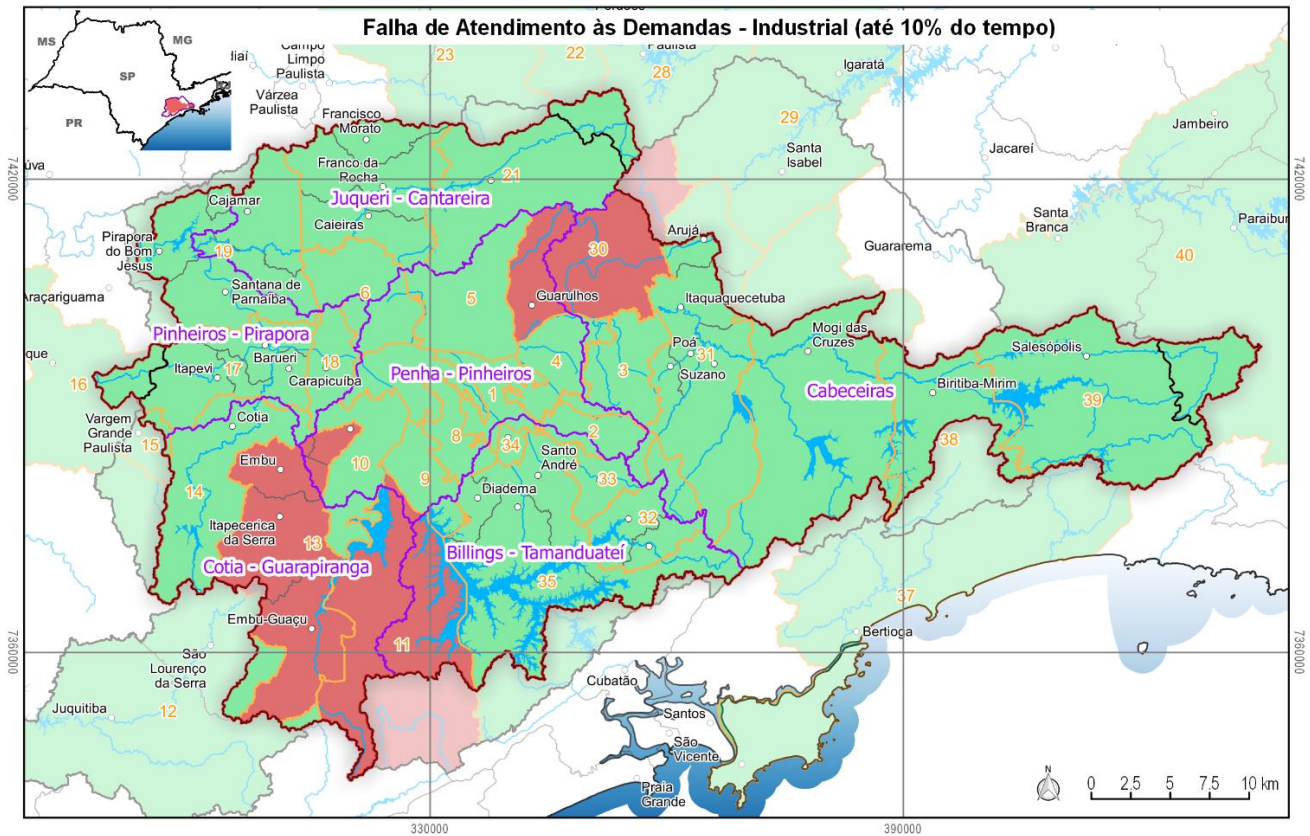 Falha de Atendimento às Demandas - Industrial (até 10% do tempo)
MS
MG
SP
PR
Campo
Limpo
Paulista
Várzea
Paulista
23
22
Paulista
28
Igaratá
Francisco
Morato
29
Jambeiro
Santa
Isabel
Jacareí
Franco da
Rocha
21
7420000
7420000
Juqueri - Cantareira
Cajamar
Caieiras
Santa
Branca
Paraibun
Pirapora
do Bom
Jesus
19
Arujá
Guararema
30
40
Santana de
Parnaíba
6
5
Guarulhos
Itaquaquecetuba
Araçariguama
Pinheiros - Pirapora
Mogi das
Cruzes
Barueri
18
4
3
Poá
31
Salesópolis
16
Itapevi
17
Carapicuíba
Penha - Pinheiros
Suzano
Cabeceiras
Biritiba-Mirim
39
1
Vargem
Grande
Paulista
15
Cotia
8
34
2
38
Embu
10
Santo
André
9
33
14
Diadema
Itapecerica
da Serra
32
13
Billings - Tamanduateí
Cotia - Guarapiranga
35
37
Embu-Guaçu
11
Bertioga
7360000
7360000
São
Lourenço
da Serra
Cubatão
Juquitiba
12
Santos
São
Vicente
Praia
Grande
N
0 2,5 5 7,5 10 km
330000
390000